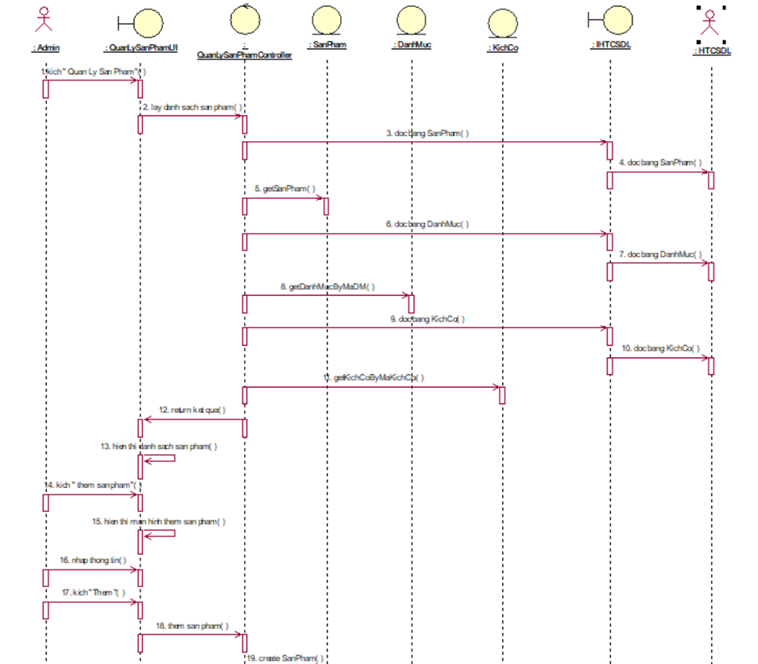 : Admin
: QuanLySanPhamUI
:
QuanLySanPhamController
: SanPham
: DanhMuc
: KichCo
: IHTCSDL
: HTCSDL
1. kich" Quan Ly San Pham"( )
2. lay danh sach san pham( )
3. doc bang SanPham( )
4. doc bang SanPham( )
5. getSanPham( )
6. doc bang DanhMuc( )
7. doc bang DanhMuc( )
8. getDanhMucByMaDM( )
9. doc bang KichCo( )
10. doc bang KichCo( )
11. getKichCoByMaKichCo( )
12. return ket qua( )
13. hien thi danh sach san pham( )
14. kich " them san pham"( )
15. hien thi man hinh them san pham( )
16. nhap thong tin( )
17. kich" Them "( )
18. them san pham( )
19. create SanPham( )